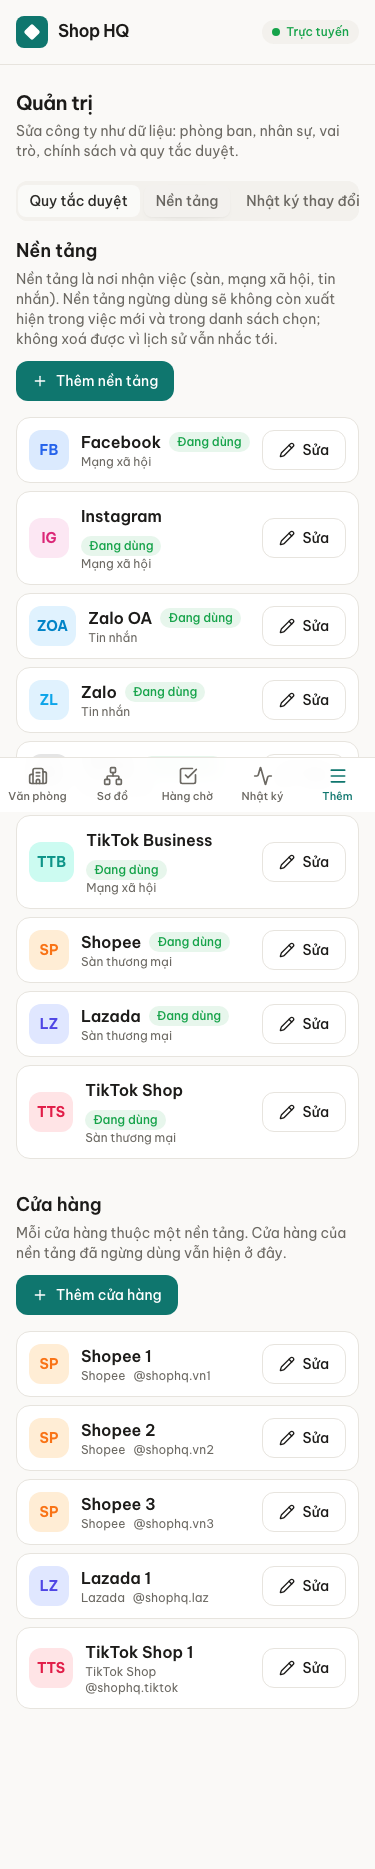 Shop HQ
Trực tuyến
Quản trị
Sửa công ty như dữ liệu: phòng ban, nhân sự, vai
trò, chính sách và quy tắc duyệt.
Quy tắc duyệt
Nền tảng
Nhật ký thay đổi
Nền tảng
Nền tảng là nơi nhận việc (sàn, mạng xã hội, tin
nhắn). Nền tảng ngừng dùng sẽ không còn xuất
hiện trong việc mới và trong danh sách chọn;
không xoá được vì lịch sử vẫn nhắc tới.
Thêm nền tảng
FB
Facebook
Đang dùng
Mạng xã hội
Sửa
IG
Instagram
Đang dùng
Mạng xã hội
Sửa
ZOA
Zalo OA
Đang dùng
Tin nhắn
Sửa
ZL
Zalo
Đang dùng
Tin nhắn
Sửa
Văn phòng
Sơ đồ
Hàng chờ
Nhật ký
Thêm
TTB
TikTok Business
Đang dùng
Mạng xã hội
Sửa
SP
Shopee
Đang dùng
Sàn thương mại
Sửa
LZ
Lazada
Đang dùng
Sàn thương mại
Sửa
TTS
TikTok Shop
Đang dùng
Sàn thương mại
Sửa
Cửa hàng
Mỗi cửa hàng thuộc một nền tảng. Cửa hàng của
nền tảng đã ngừng dùng vẫn hiện ở đây.
Thêm cửa hàng
SP
Shopee 1
Shopee @shophq.vn1
Sửa
SP
Shopee 2
Shopee @shophq.vn2
Sửa
SP
Shopee 3
Shopee @shophq.vn3
Sửa
LZ
Lazada 1
Lazada @shophq.laz
Sửa
TTS
TikTok Shop 1
TikTok Shop
@shophq.tiktok
Sửa